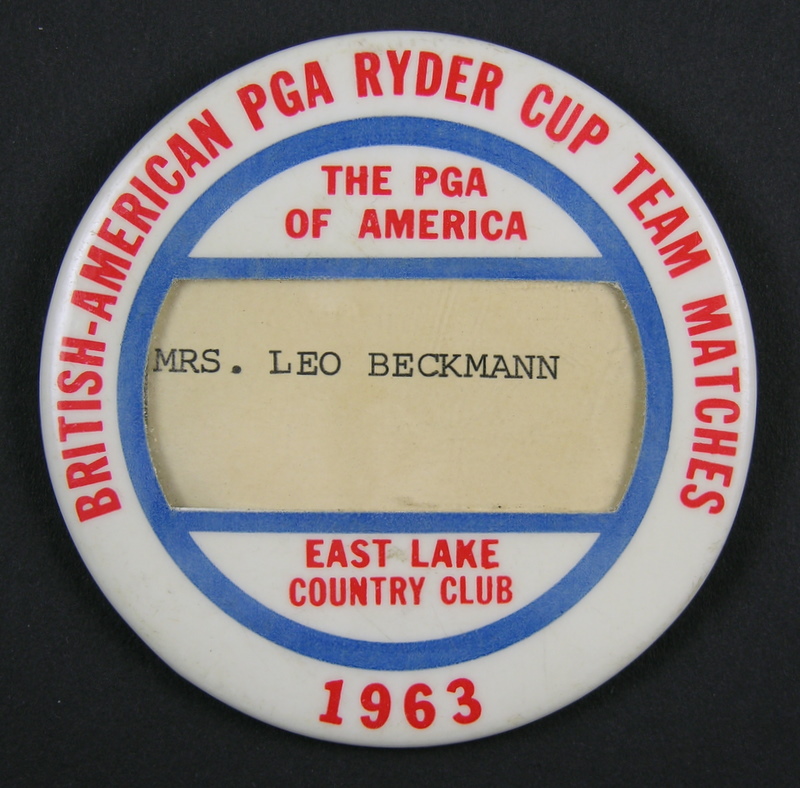 BRITISH-AMERICAN PGA RYDER CUP TEAM MATCHES
THE PGA
OF AMERICA
MRS. LEO BECKMANN
EAST LAKE
COUNTRY CLUB
1963